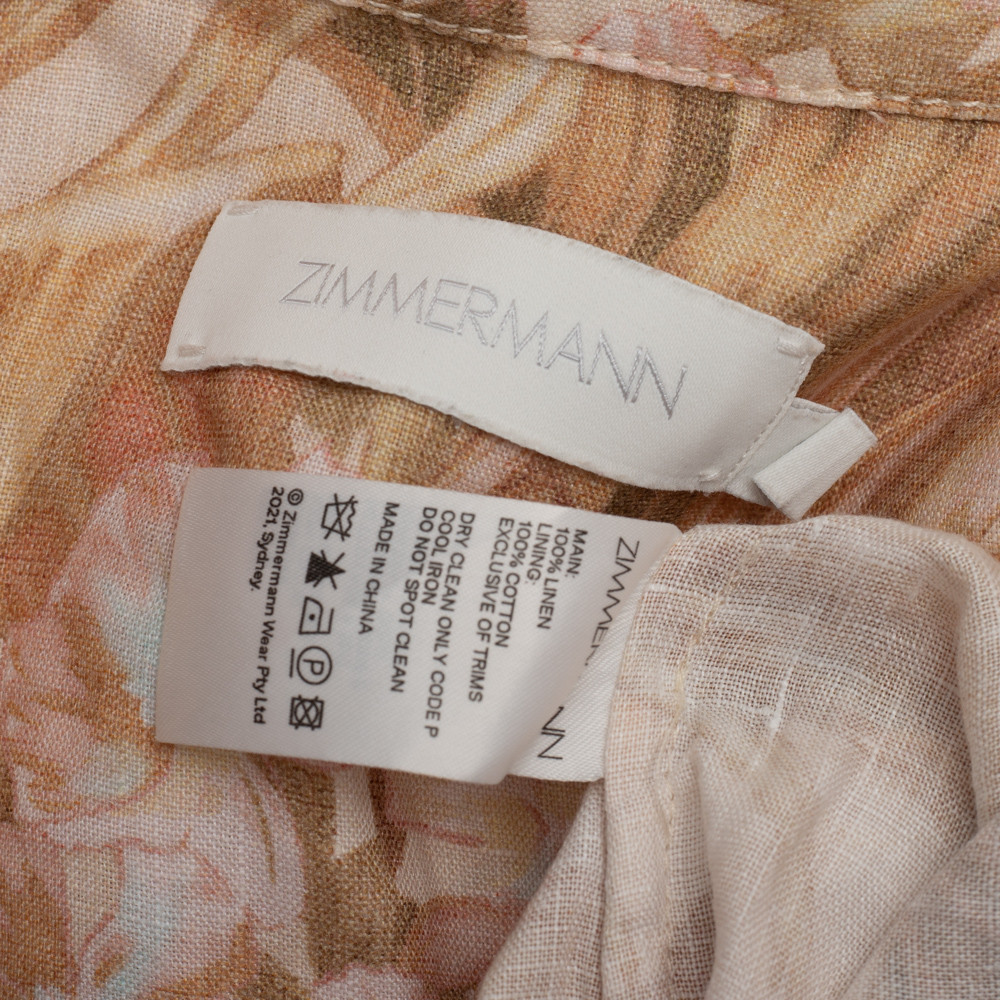 ZIMMERMANN
ZIMMERMANN
MAIN:
100% LINEN
LINING:
100% COTTON
EXCLUSIVE OF TRIMS
DRY CLEAN ONLY CODE P
COOL IRON
DO NOT SPOT CLEAN
MADE IN CHINA
P
© Zimmermann Wear Pty Ltd
2021, Sydney.